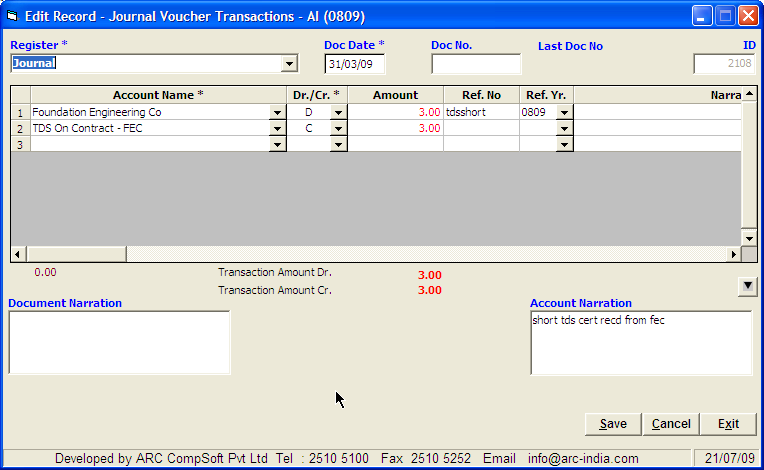 Edit Record - Journal Voucher Transactions - AI (0809)
Register * Doc Date * Doc No. Last Doc No ID
Journal 31/03/09 2108
Account Name * Dr./Cr. * Amount Ref. No Ref. Yr. Narra
1 Foundation Engineering Co D 3.00 tdsshort 0809
2 TDS On Contract - FEC C 3.00
3
0.00 Transaction Amount Dr. 3.00
Transaction Amount Cr. 3.00
Document Narration Account Narration
short tds cert recd from fec
Save Cancel Exit
Developed by ARC CompSoft Pvt Ltd Tel : 2510 5100 Fax 2510 5252 Email info@arc-india.com 21/07/09